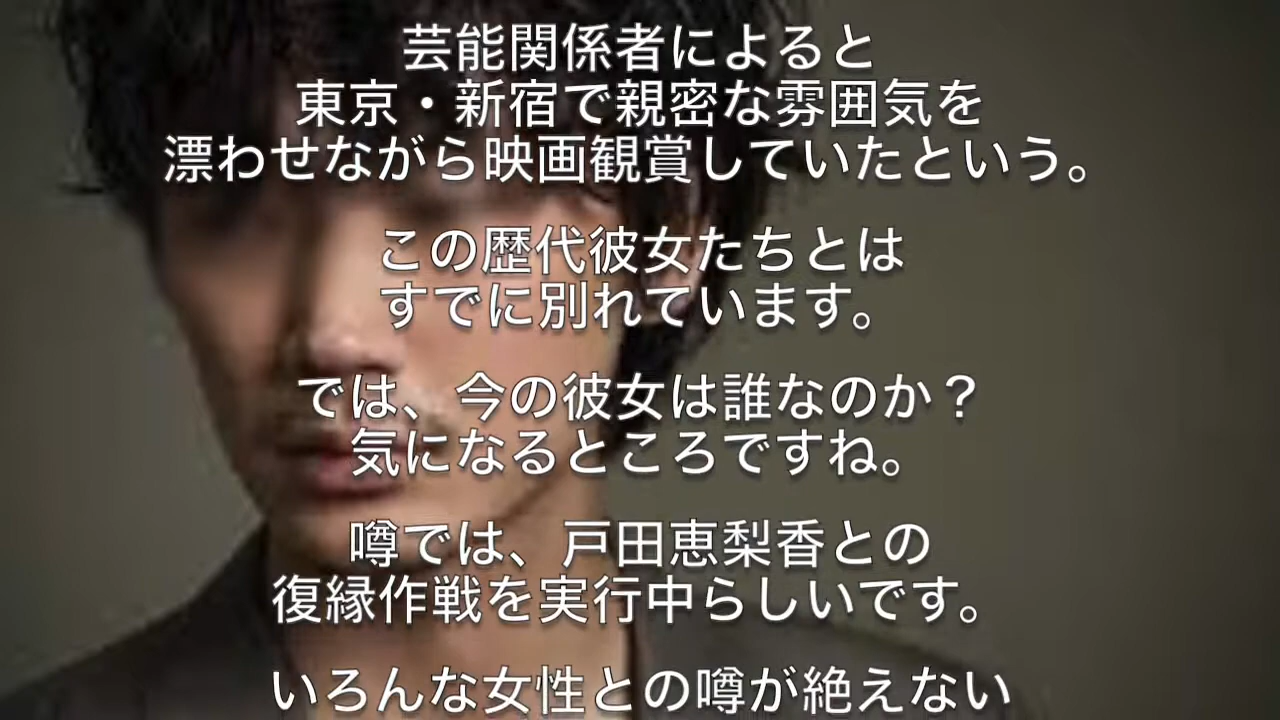 芸能関係者によると
東京・新宿で親密な雰囲気を
漂わせながら映画観賞していたという。
この歴代彼女たちとは
すでに別れています。
では、今の彼女は誰なのか？
気になるところですね。
噂では、戸田恵梨香との
復縁作戦を実行中らしいです。
いろんな女性との噂が絶えない